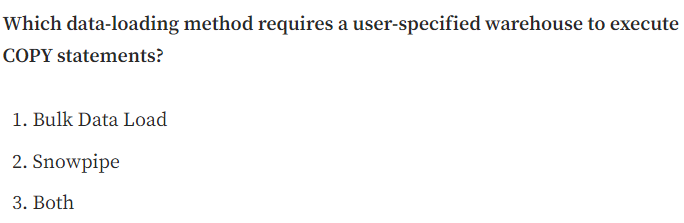 Which data-loading method requires a user-specified warehouse to execute
COPY statements?
1. Bulk Data Load
2. Snowpipe
3. Both